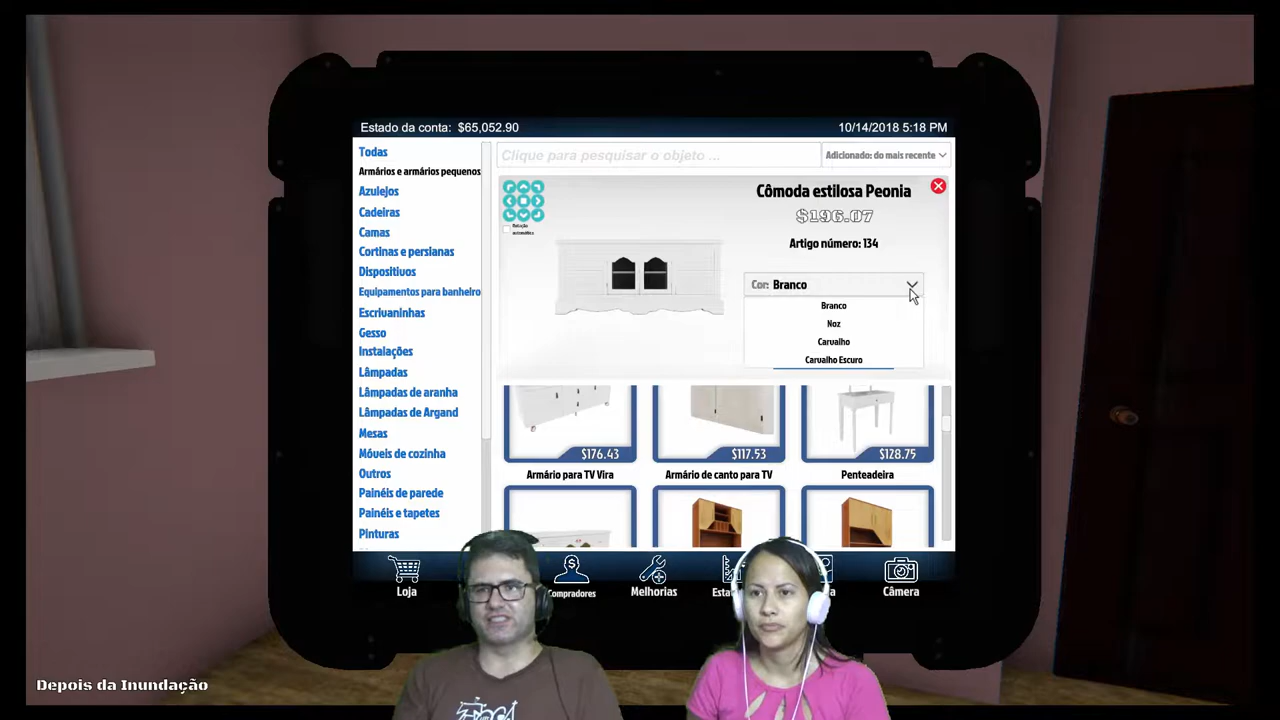 Estado da conta: $65,052.90
10/14/2018 5:18 PM
Todas
Armários e armários pequenos
Azulejos
Cadeiras
Camas
Cortinas e persianas
Dispositivos
Equipamentos para banheiro
Escrivaninhas
Gesso
Instalações
Lâmpadas
Lâmpadas de aranha
Lâmpadas de Argand
Mesas
Móveis de cozinha
Outros
Painéis de parede
Painéis e tapetes
Pinturas
Clique para pesquisar o objeto ...
Adicionado: do mais recente
Rotação
automática
Cômoda estilosa Peonia
$196.07
Artigo número: 134
Cor: Branco
Branco
Noz
Carvalho
Carvalho Escuro
$176.43
$117.53
$128.75
Armário para TV Vira
Armário de canto para TV
Penteadeira
Loja
Compradores
Melhorias
Câmera
Depois da Inundação